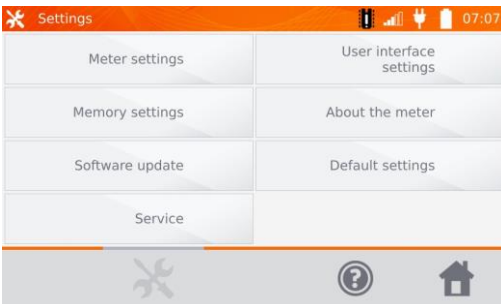 Settings
07:07
Meter settings
User interface
settings
Memory settings
About the meter
Software update
Default settings
Service
?